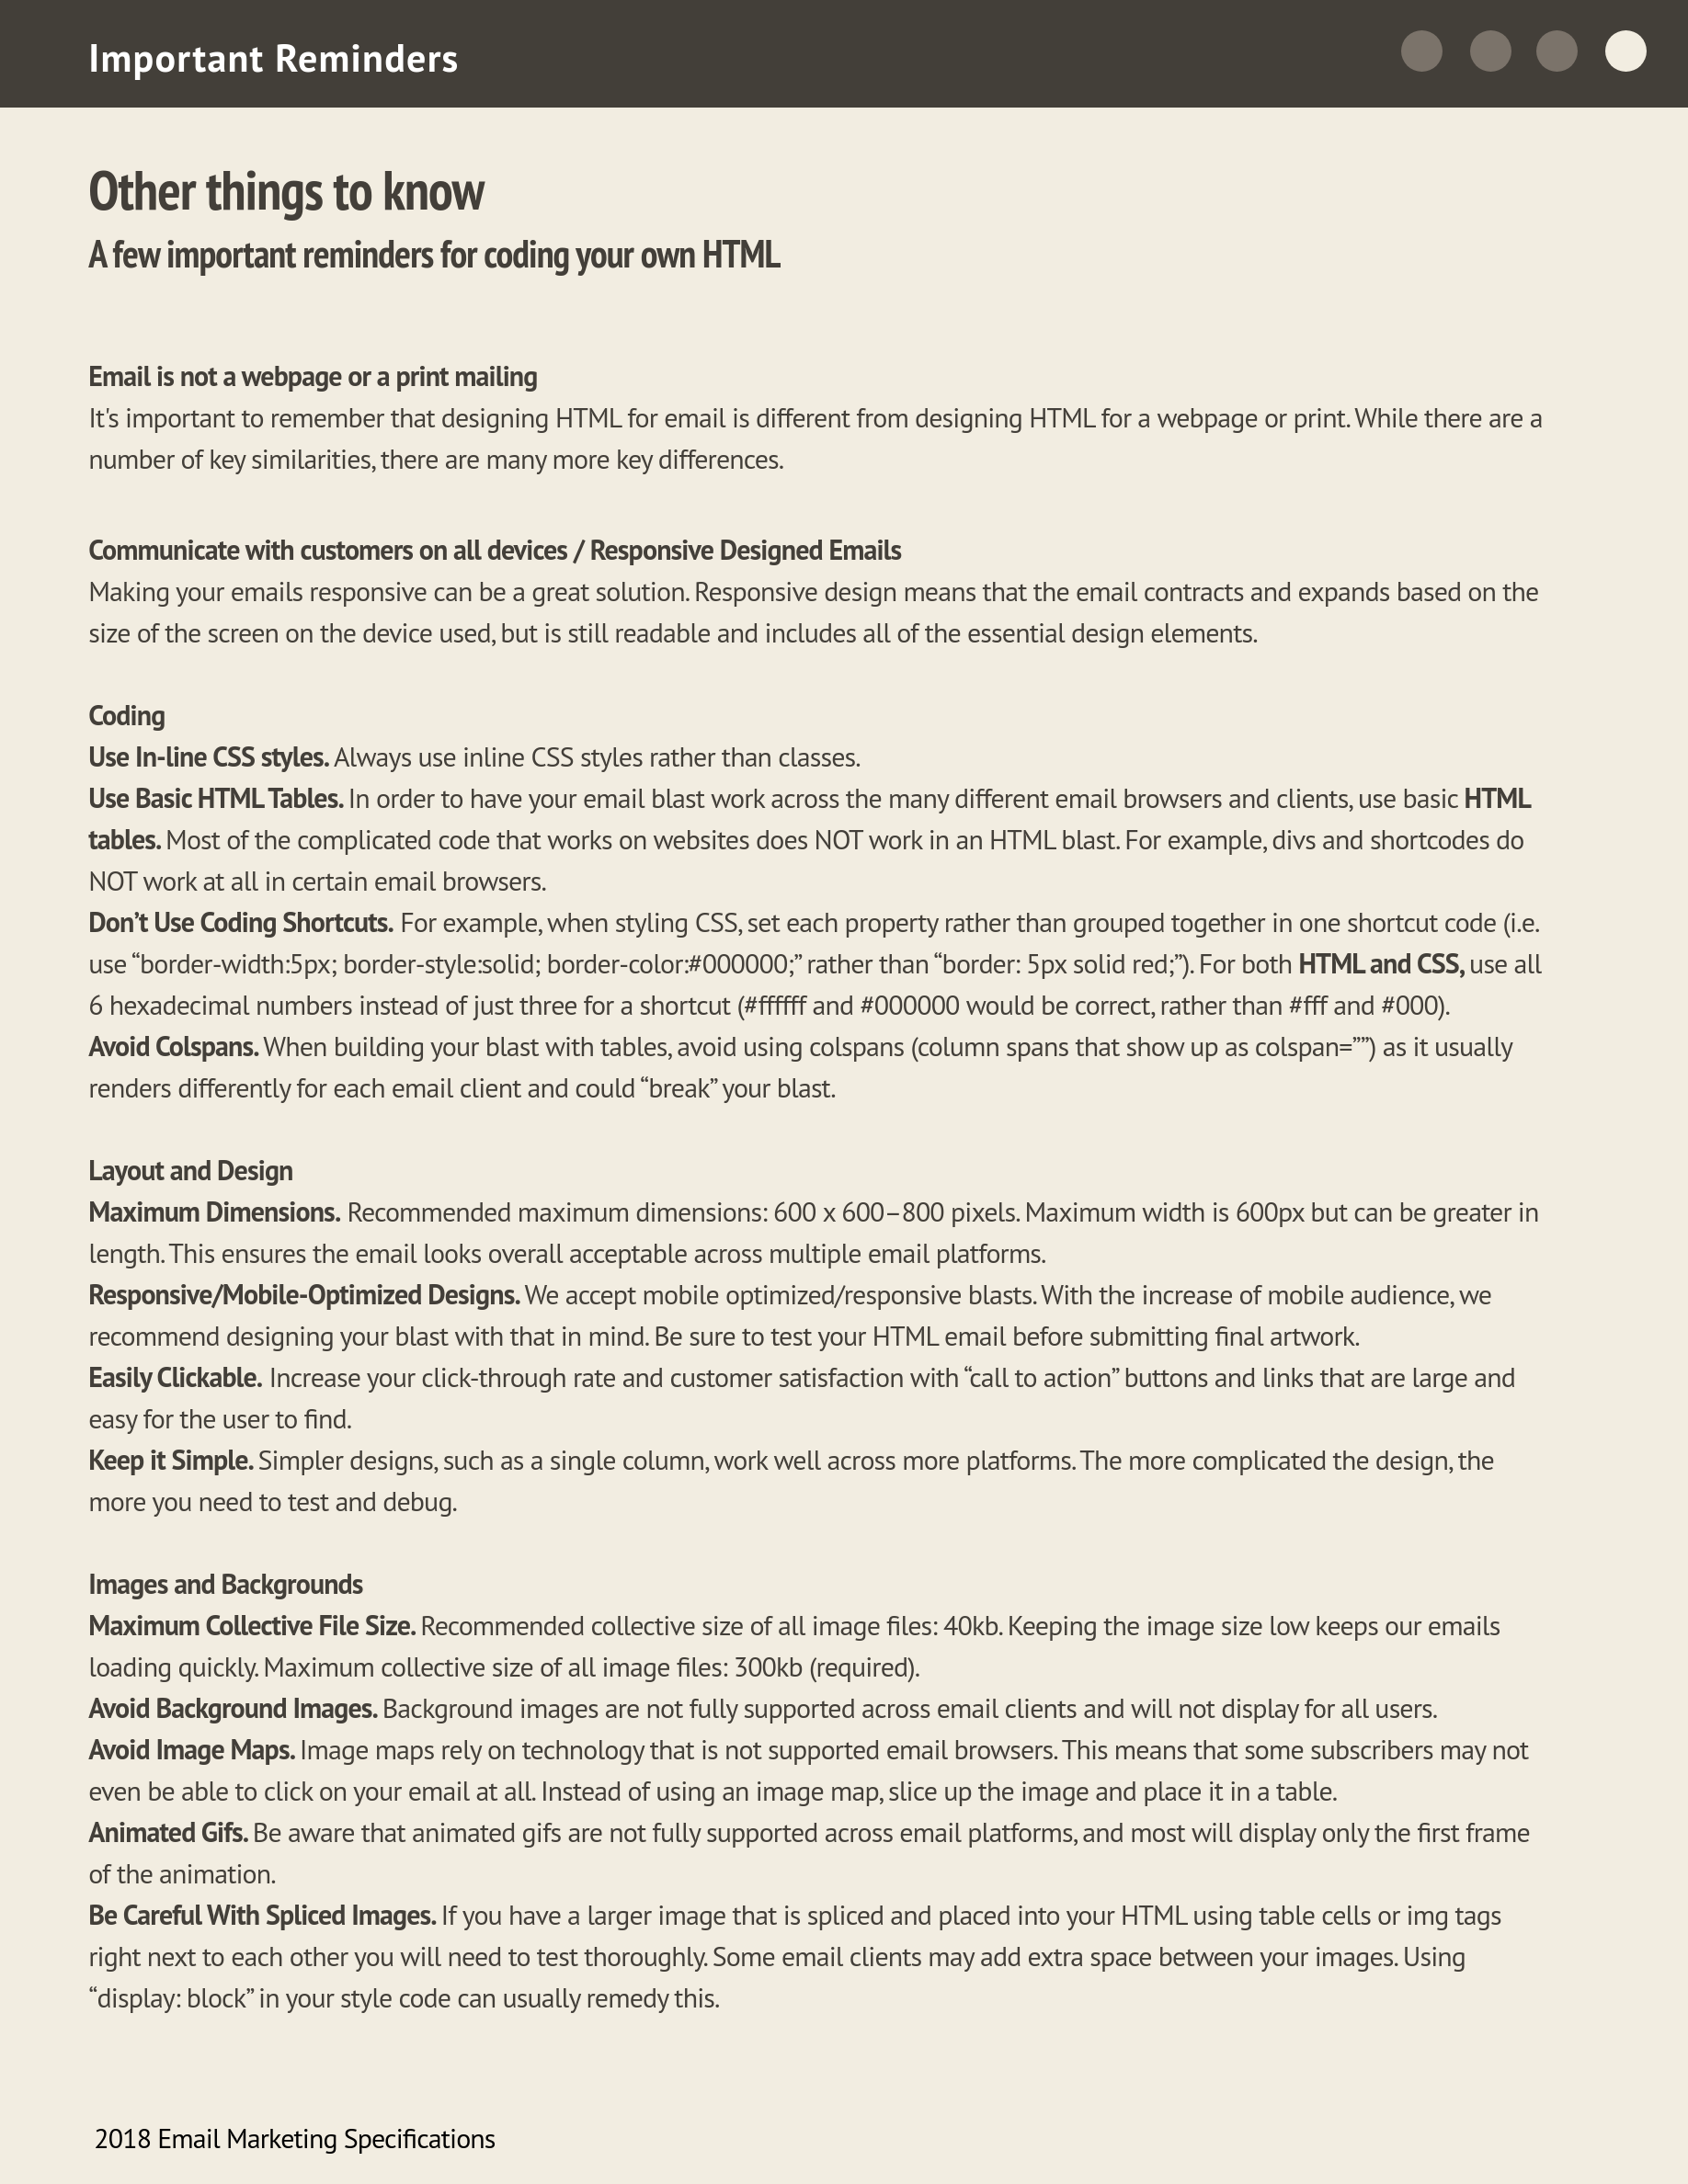 Important Reminders
Other things to know
A few important reminders for coding your own HTML
Email is not a webpage or a print mailing
It's important to remember that designing HTML for email is different from designing HTML for a webpage or print. While there are a
number of key similarities, there are many more key differences.
Communicate with customers on all devices / Responsive Designed Emails
Making your emails responsive can be a great solution. Responsive design means that the email contracts and expands based on the
size of the screen on the device used, but is still readable and includes all of the essential design elements.
Coding
Use In-line CSS styles. Always use inline CSS styles rather than classes.
Use Basic HTML Tables. In order to have your email blast work across the many different email browsers and clients, use basic HTML
tables. Most of the complicated code that works on websites does NOT work in an HTML blast. For example, divs and shortcodes do
NOT work at all in certain email browsers.
Don’t Use Coding Shortcuts. For example, when styling CSS, set each property rather than grouped together in one shortcut code (i.e.
use “border-width:5px; border-style:solid; border-color:#000000;” rather than “border: 5px solid red;”). For both HTML and CSS, use all
6 hexadecimal numbers instead of just three for a shortcut (#ffffff and #000000 would be correct, rather than #fff and #000).
Avoid Colspans. When building your blast with tables, avoid using colspans (column spans that show up as colspan=””) as it usually
renders differently for each email client and could “break” your blast.
Layout and Design
Maximum Dimensions. Recommended maximum dimensions: 600 x 600–800 pixels. Maximum width is 600px but can be greater in
length. This ensures the email looks overall acceptable across multiple email platforms.
Responsive/Mobile-Optimized Designs. We accept mobile optimized/responsive blasts. With the increase of mobile audience, we
recommend designing your blast with that in mind. Be sure to test your HTML email before submitting final artwork.
Easily Clickable. Increase your click-through rate and customer satisfaction with “call to action” buttons and links that are large and
easy for the user to find.
Keep it Simple. Simpler designs, such as a single column, work well across more platforms. The more complicated the design, the
more you need to test and debug.
Images and Backgrounds
Maximum Collective File Size. Recommended collective size of all image files: 40kb. Keeping the image size low keeps our emails
loading quickly. Maximum collective size of all image files: 300kb (required).
Avoid Background Images. Background images are not fully supported across email clients and will not display for all users.
Avoid Image Maps. Image maps rely on technology that is not supported email browsers. This means that some subscribers may not
even be able to click on your email at all. Instead of using an image map, slice up the image and place it in a table.
Animated Gifs. Be aware that animated gifs are not fully supported across email platforms, and most will display only the first frame
of the animation.
Be Careful With Spliced Images. If you have a larger image that is spliced and placed into your HTML using table cells or img tags
right next to each other you will need to test thoroughly. Some email clients may add extra space between your images. Using
“display: block” in your style code can usually remedy this.
2018 Email Marketing Specifications